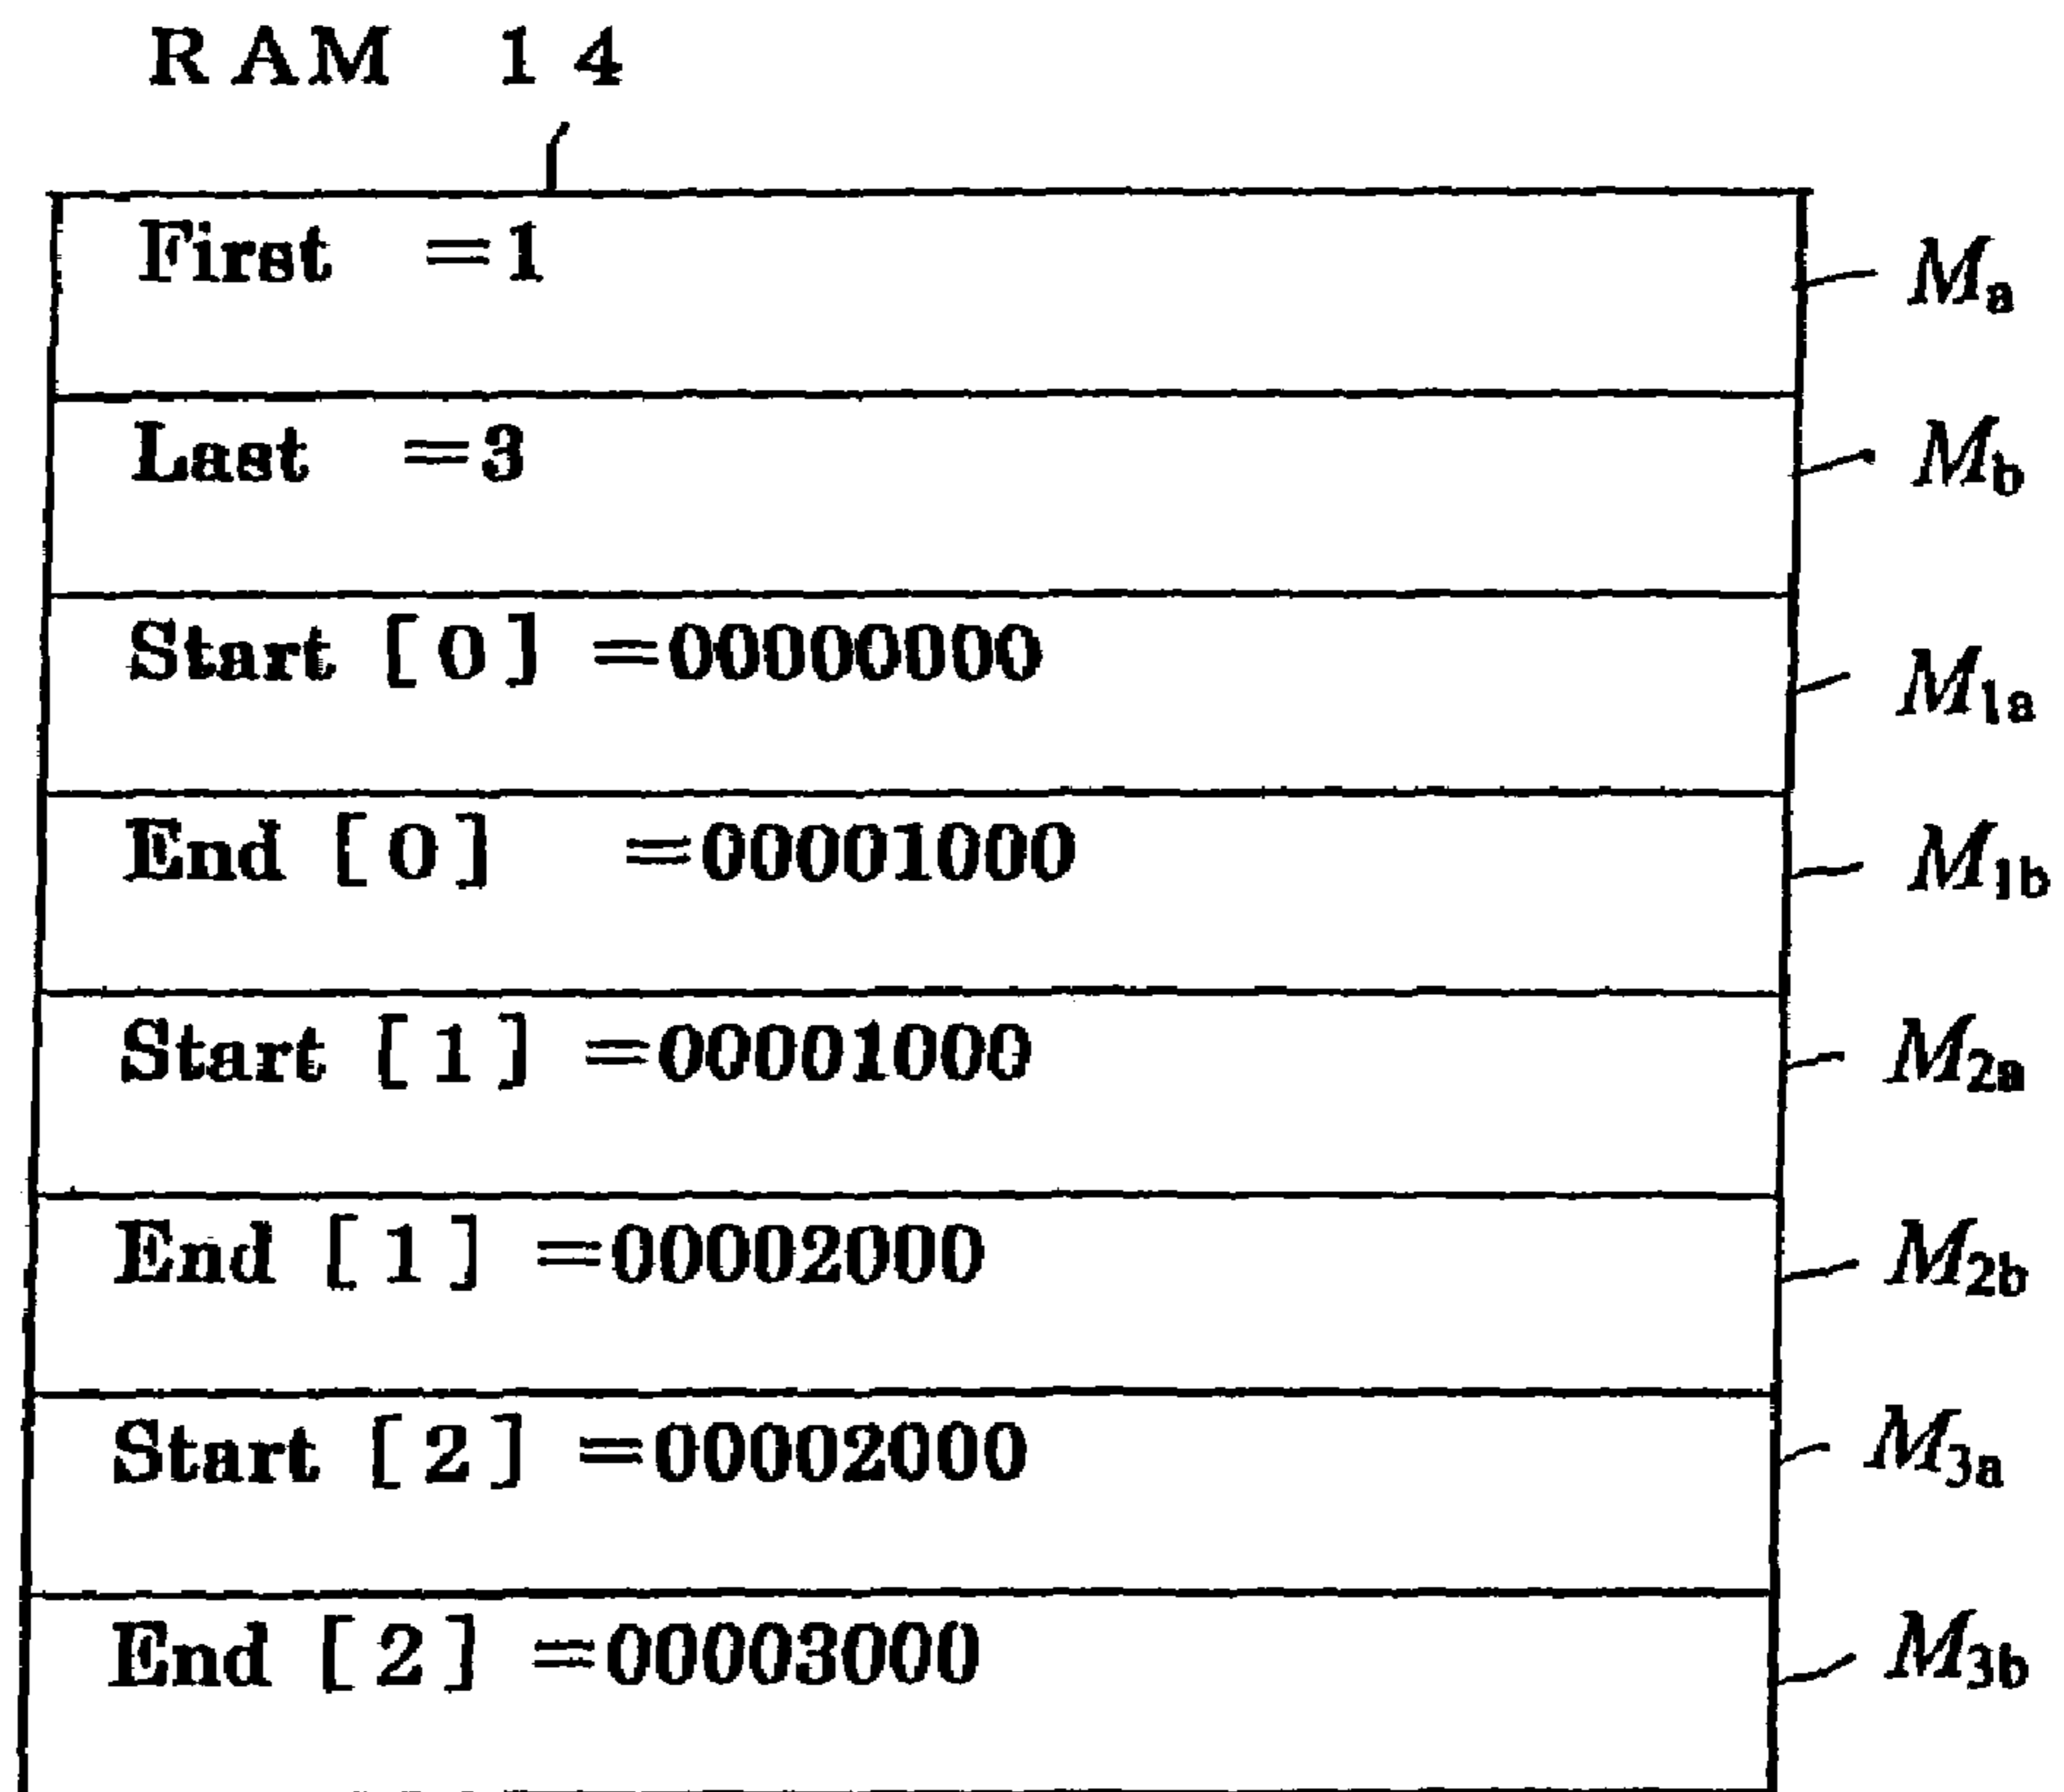 RAM 14
First =1 Ma
Last =3 Mb
Start [0] =00000000 M1a
End [0] =00001000 M1b
Start [1] =00001000 M2a
End [1] =00002000 M2b
Start [2] =00002000 M3a
End [2] =00003000 M3b